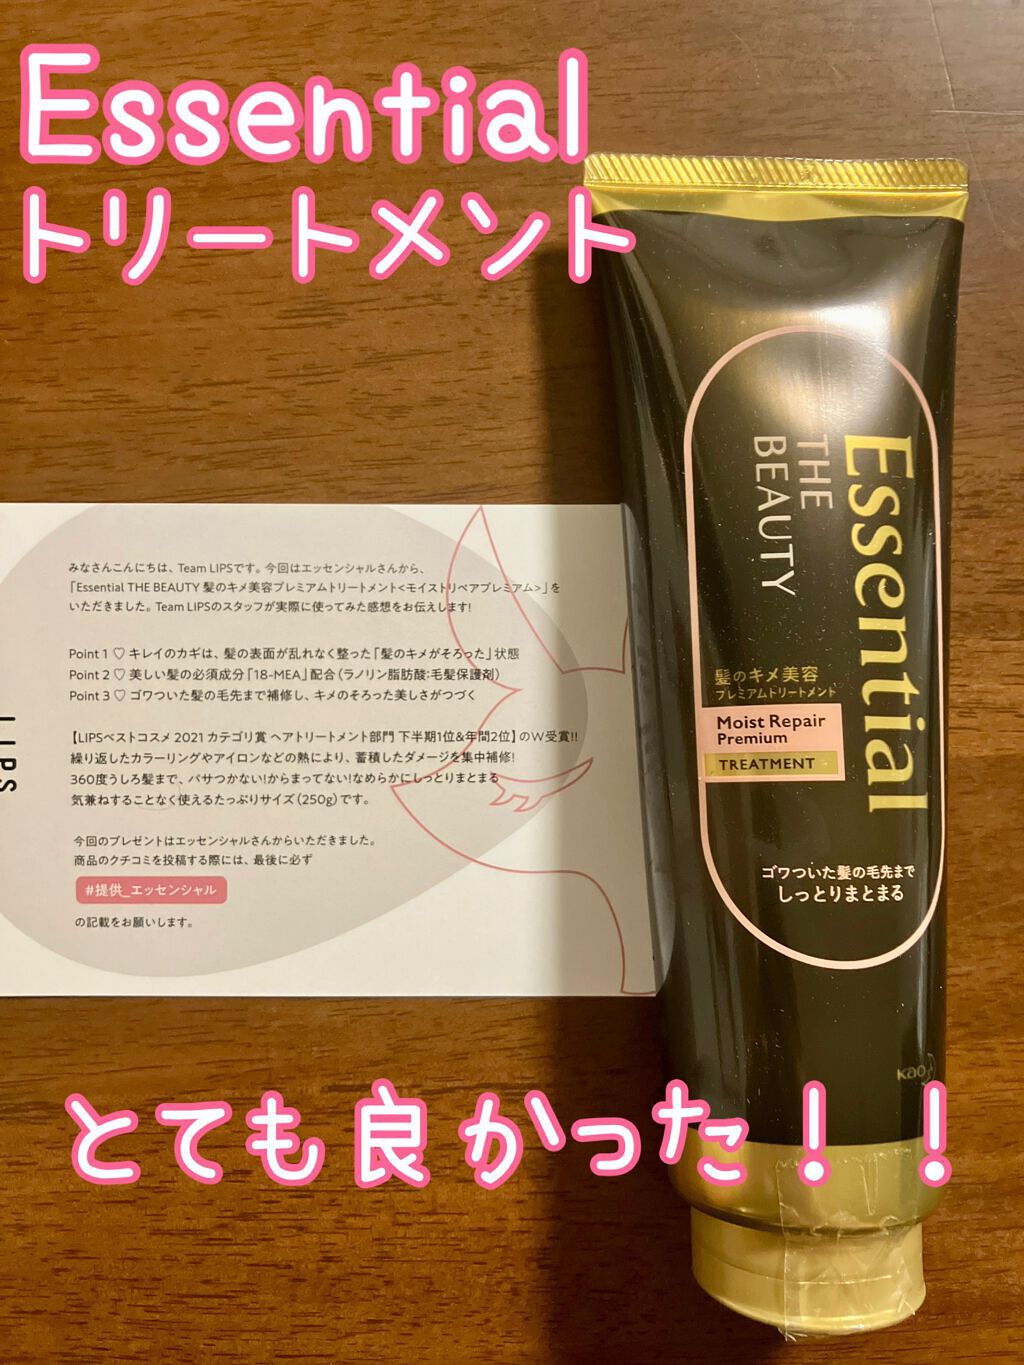 Essential
トリートメント
みなさんこんにちは、Team LIPSです。今回はエッセンシャルさんから、
「Essential THE BEAUTY 髪のキメ美容プレミアムトリートメント<モイストリペアプレミアム>」を
いただきました。Team LIPSのスタッフが実際に使ってみた感想をお伝えします!
Point 1 ♡ キレイのカギは、髪の表面が乱れなく整った「髪のキメがそろった」状態
Point 2 ♡ 美しい髪の必須成分「18-MEA」配合(ラノリン脂肪酸:毛髪保護剤)
Point 3 ♡ ゴワついた髪の毛先まで補修し、キメのそろった美しさがつづく
【LIPSベストコスメ 2021 カテゴリ賞 ヘアトリートメント部門 下半期1位&年間2位】のW受賞!!
繰り返したカラーリングやアイロンなどの熱により、蓄積したダメージを集中補修!
360度うしろ髪まで、パサつかない!からまってない!なめらかにしっとりまとまる
気兼ねすることなく使えるたっぷりサイズ(250g)です。
今回のプレゼントはエッセンシャルさんからいただきました。
商品のクチコミを投稿する際には、最後に必ず
#提供_エッセンシャル
の記載をお願いします。
LIPS
Essential
THE
BEAUTY
髪のキメ美容
プレミアムトリートメント
Moist Repair
Premium
TREATMENT
ゴワついた髪の毛先まで
しっとりまとまる
Kao
とても良かった！！